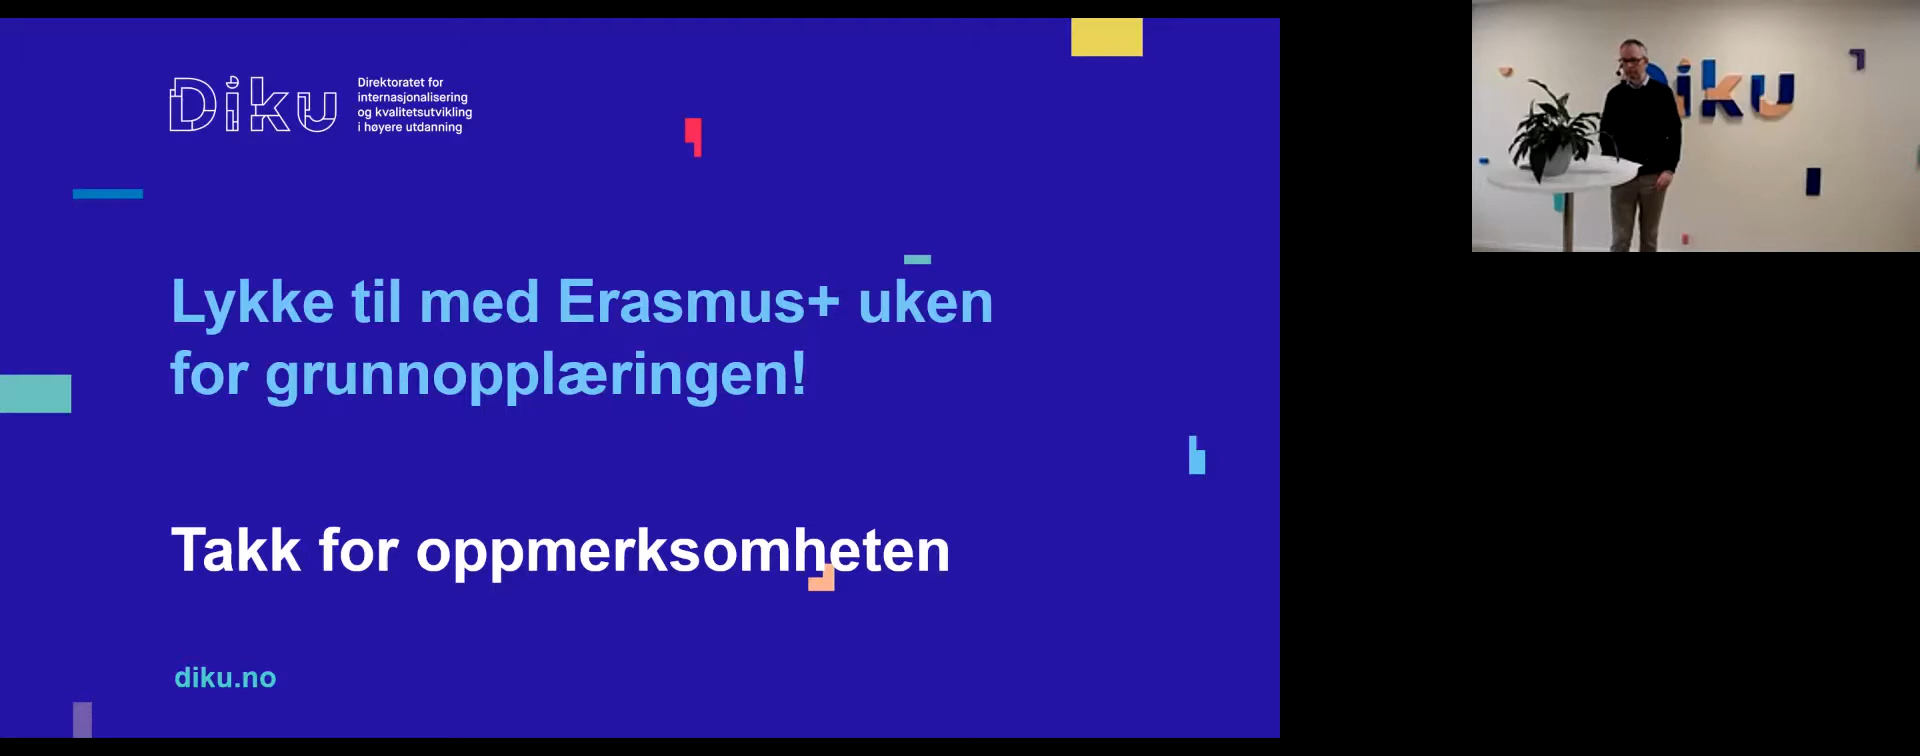 Diku
Direktoratet for
internasjonalisering
og kvalitetsutvikling
i høyere utdanning
Lykke til med Erasmus+ uken
for grunnopplæringen!
Takk for oppmerksomheten
diku.no
Diku